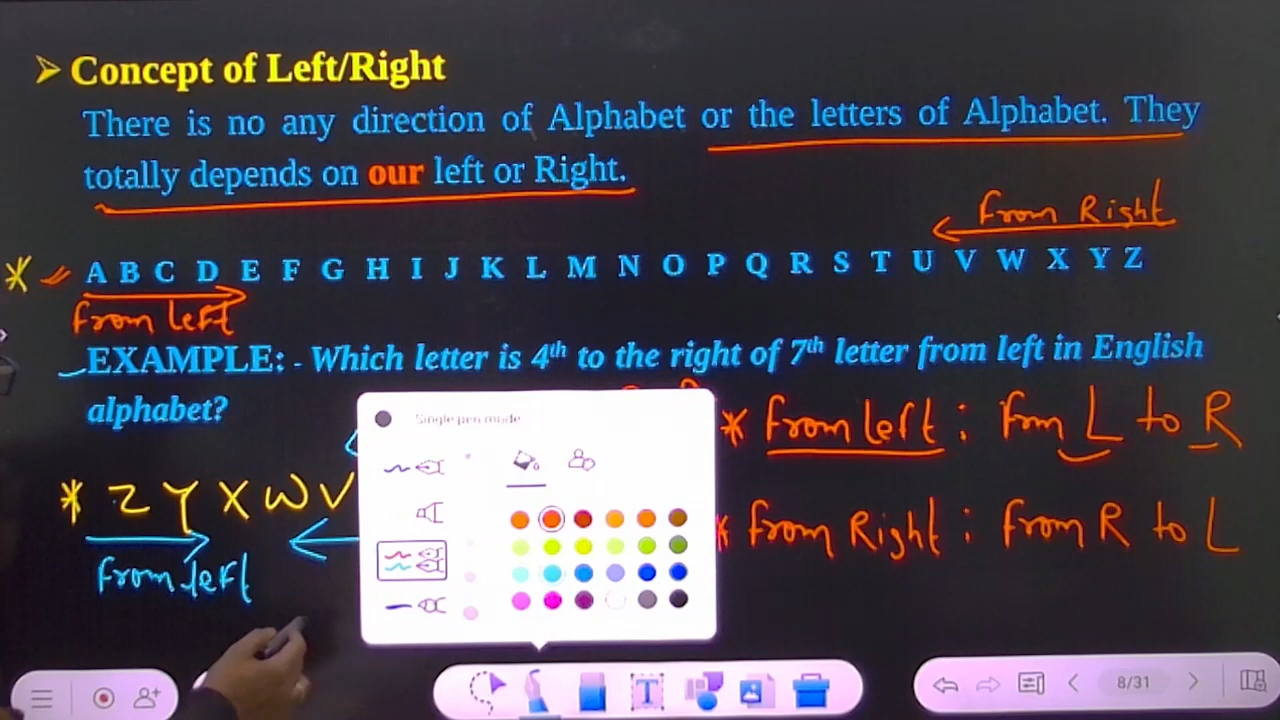 ➢ Concept of Left/Right
There is no any direction of Alphabet or the letters of Alphabet. They
totally depends on our left or Right.
from Right
* A B C D E F G H I J K L M N O P Q R S T U V W X Y Z
from left
EXAMPLE: - Which letter is 4th to the right of 7th letter from left in English
alphabet?
* from left : from L to R
* Z Y X W V
from left
* from Right : from R to L
Single pen mode
T
8/31